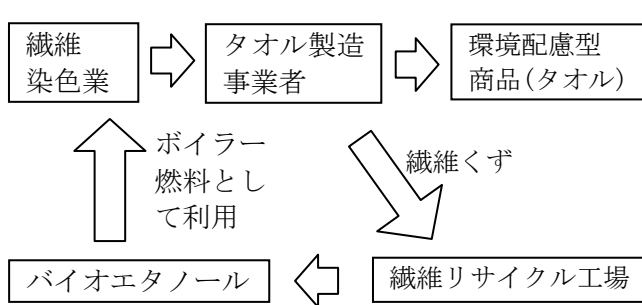 繊維
染色業
タオル製造
事業者
環境配慮型
商品(タオル)
ボイラー
燃料とし
て利用
繊維くず
バイオエタノール
繊維リサイクル工場